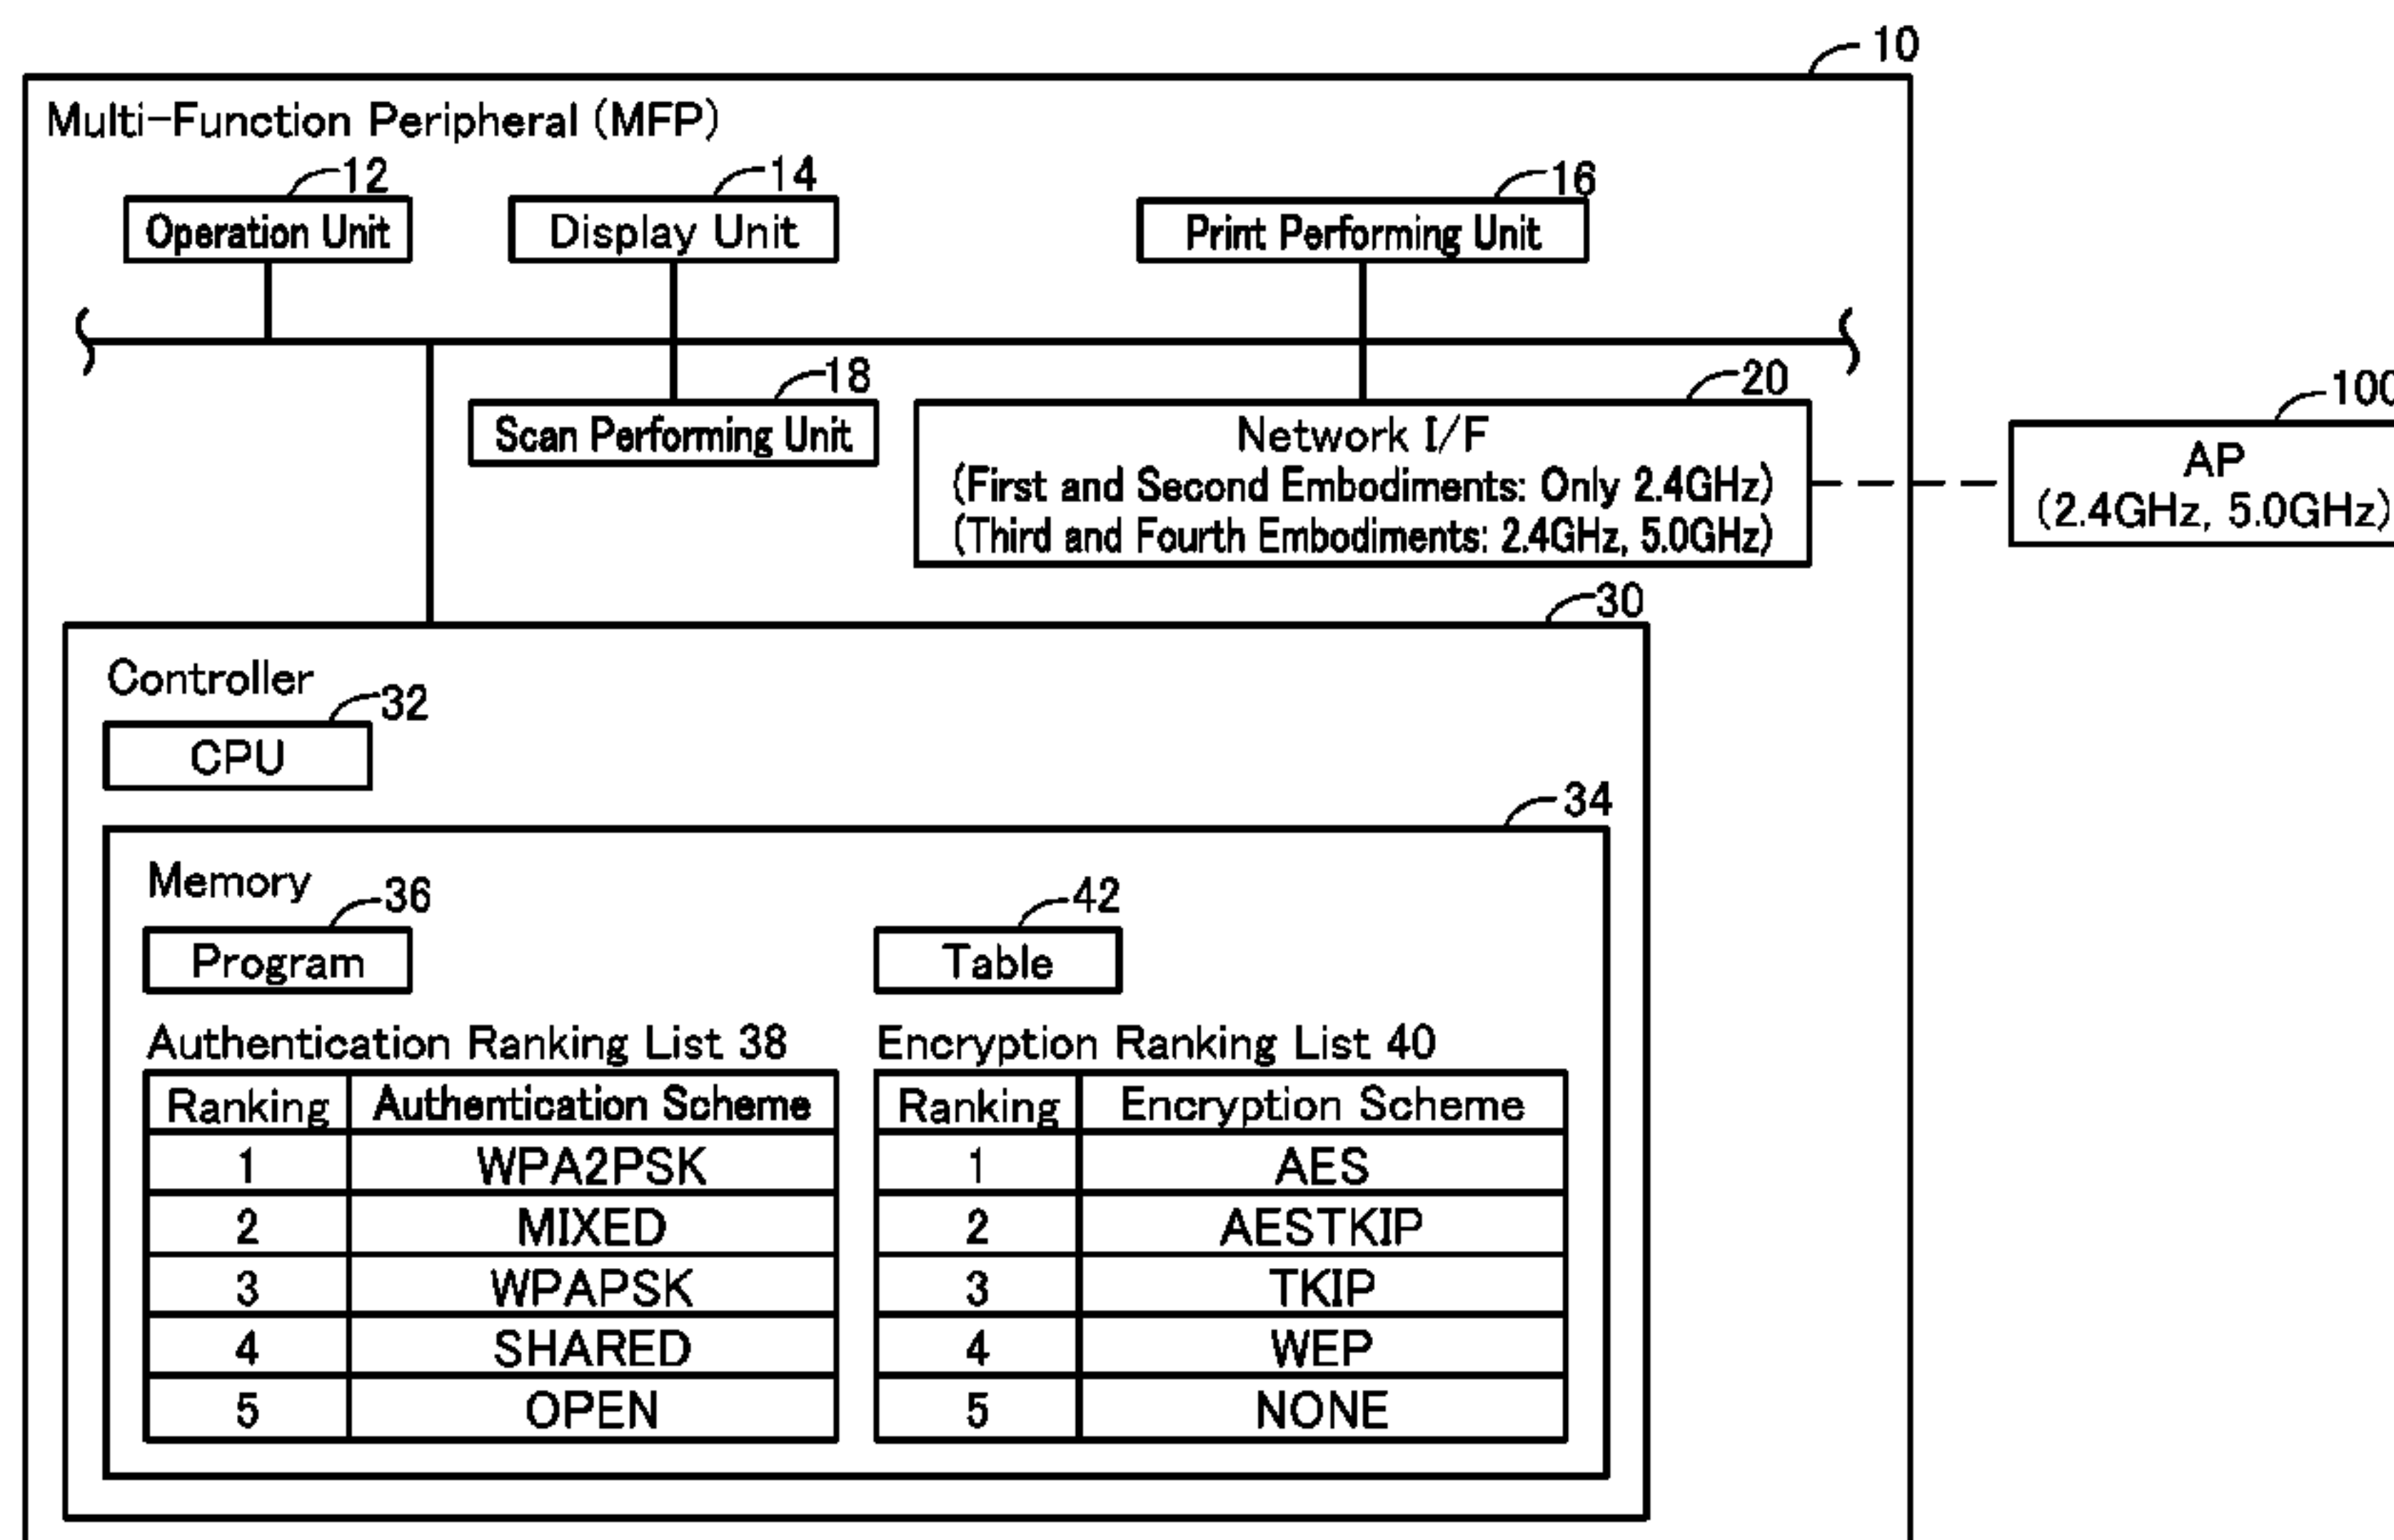 10
Multi-Function Peripheral (MFP)
12
14
16
Operation Unit
Display Unit
Print Performing Unit
18
20
100
Scan Performing Unit
Network I/F
(First and Second Embodiments: Only 2.4GHz)
(Third and Fourth Embodiments: 2.4GHz, 5.0GHz)
AP
(2.4GHz, 5.0GHz)
30
Controller
32
CPU
34
Memory
36
42
Program
Table
Authentication Ranking List 38
Ranking Authentication Scheme
1 WPA2PSK
2 MIXED
3 WPAPSK
4 SHARED
5 OPEN
Encryption Ranking List 40
Ranking Encryption Scheme
1 AES
2 AESTKIP
3 TKIP
4 WEP
5 NONE